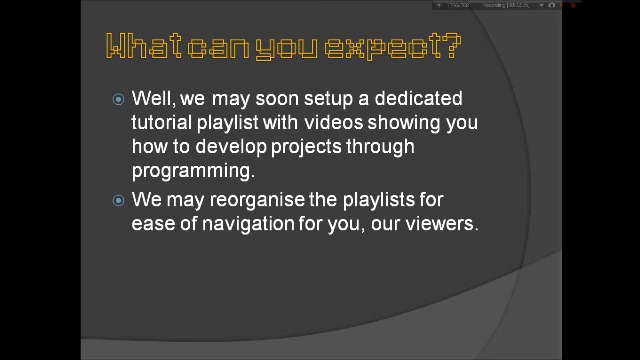 What can you expect?
Well, we may soon setup a dedicated
tutorial playlist with videos showing you
how to develop projects through
programming.
We may reorganise the playlists for
ease of navigation for you, our viewers.